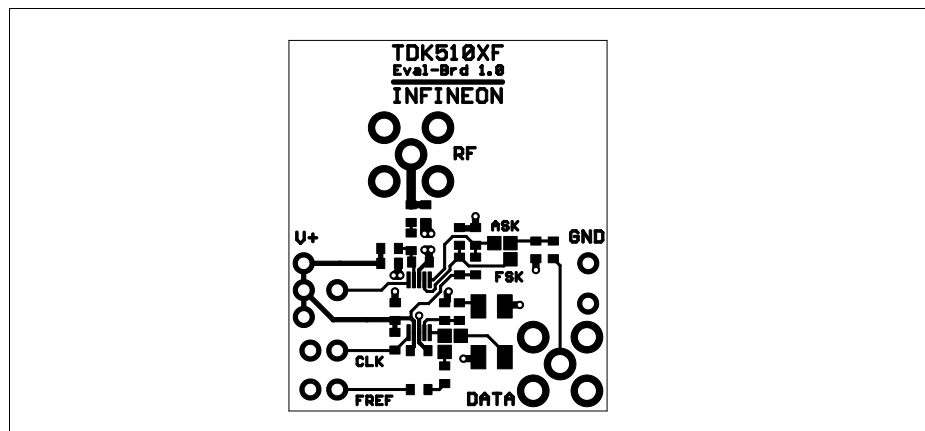 TDK510XF
Eval-Brd 1.0
INFINEON
RF
ASK
V+
GND
FSK
CLK
FREF
DATA